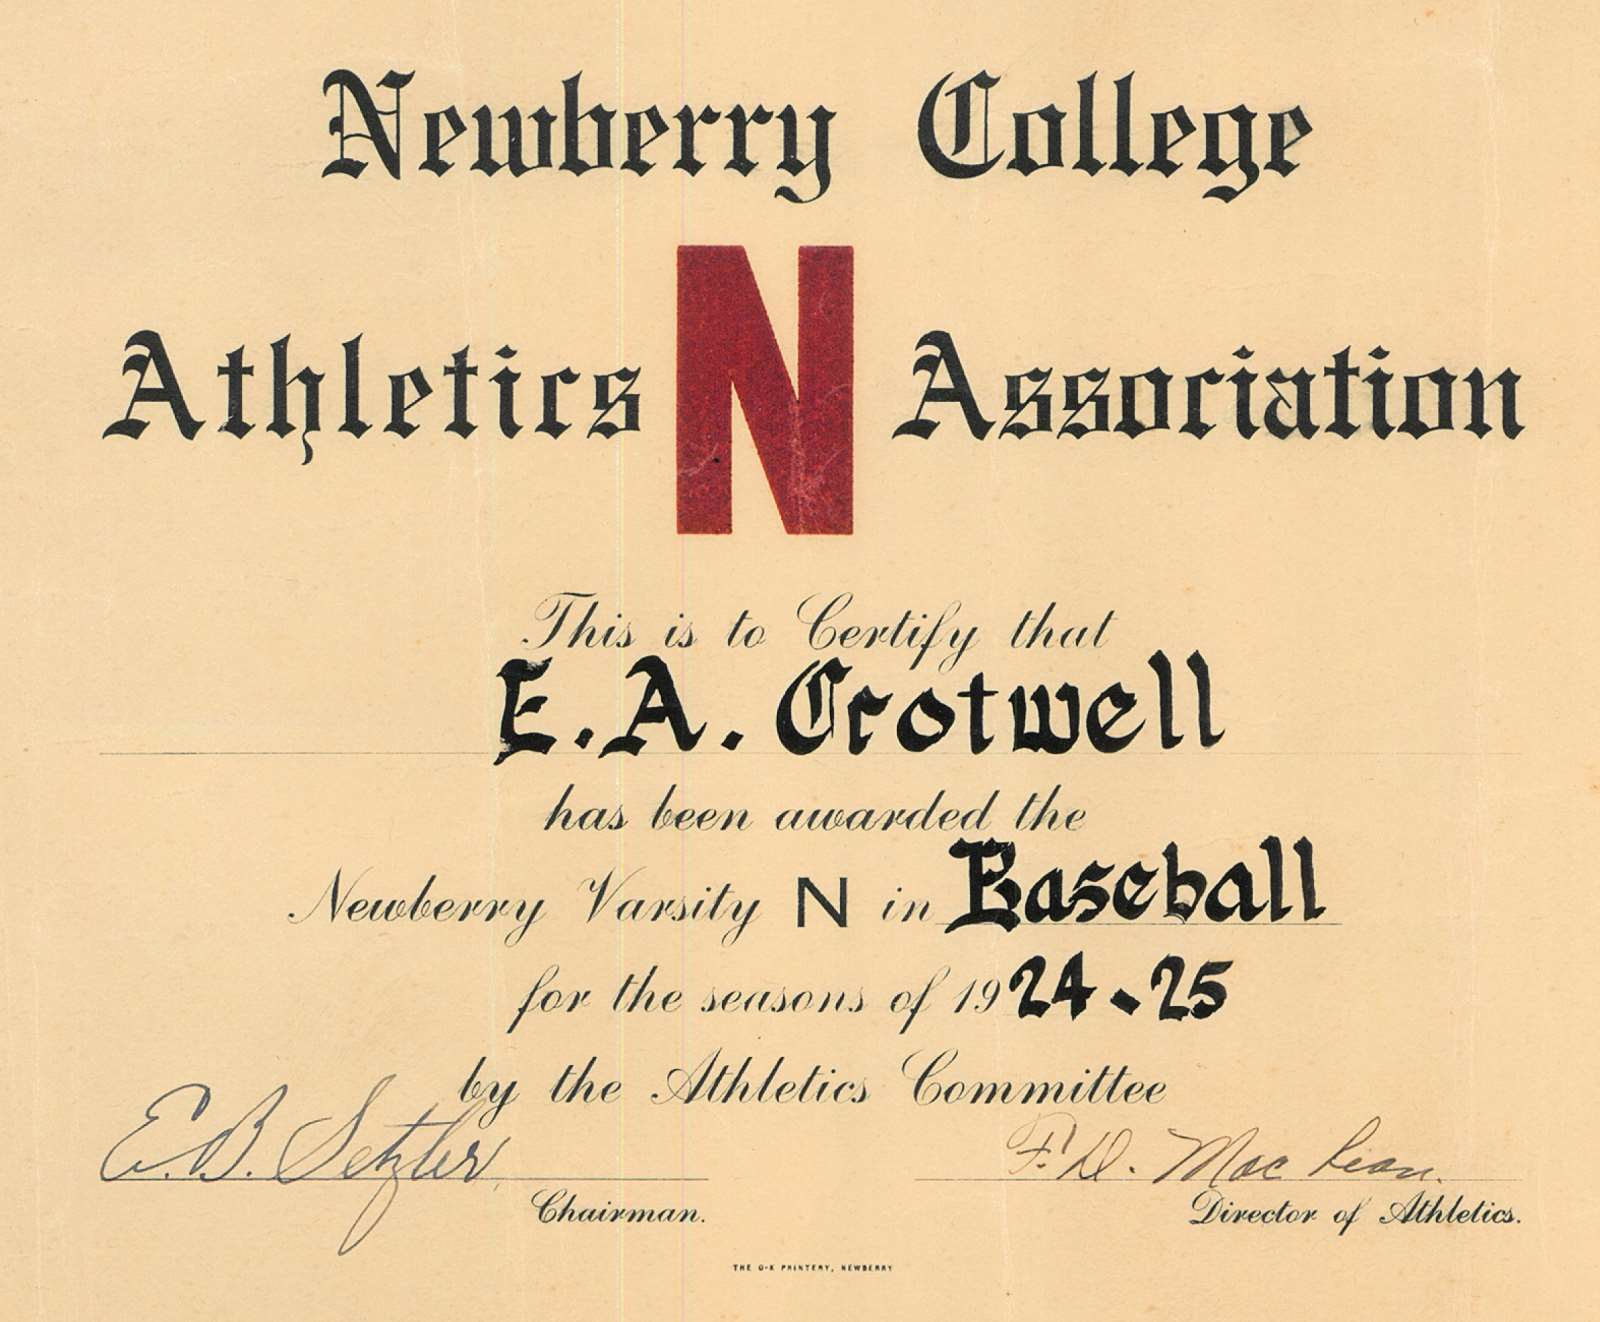 Newberry College
Athletics N Association
This is to Certify that
E. A. Crotwell
has been awarded the
Newberry Varsity N in Baseball
for the seasons of 1924-25
by the Athletics Committee
E. B. Setzler F. D. MacLean.
Chairman. Director of Athletics.
THE O-K PRINTERY, NEWBERRY